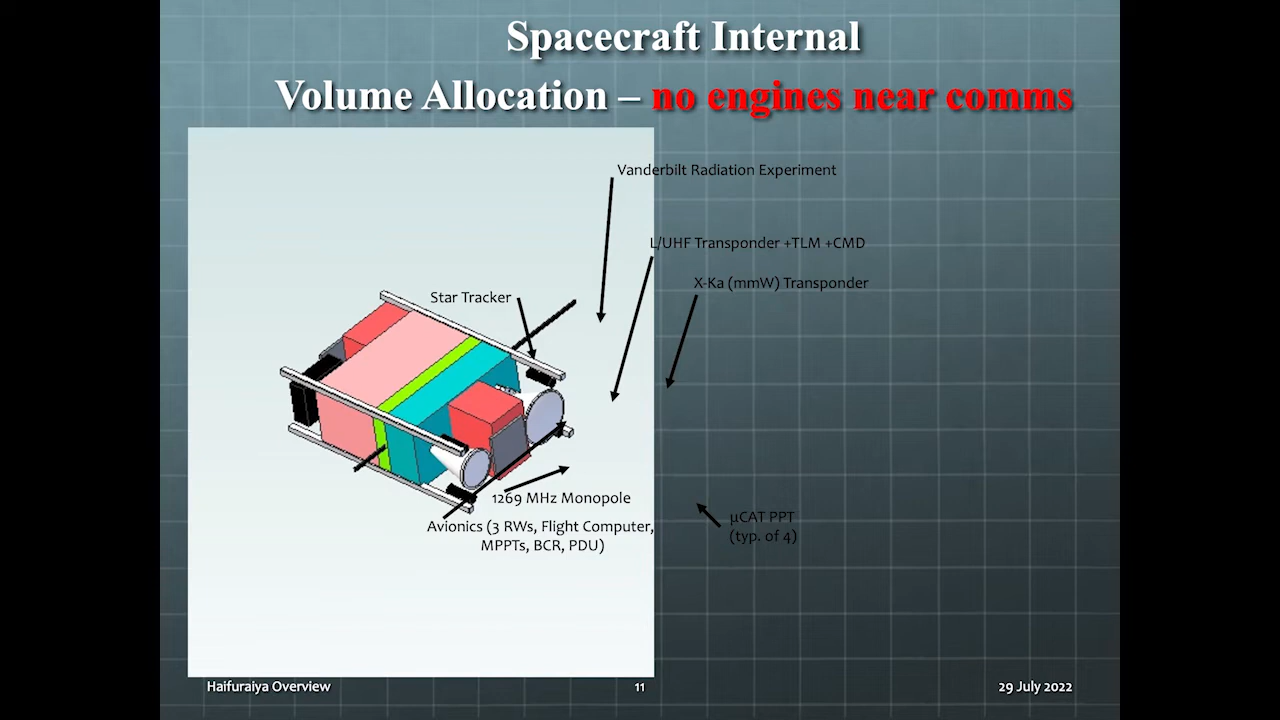 Spacecraft Internal
Volume Allocation – no engines near comms
Vanderbilt Radiation Experiment
L/UHF Transponder +TLM +CMD
X-Ka (mmW) Transponder
Star Tracker
1269 MHz Monopole
Avionics (3 RWs, Flight Computer,
MPPTs, BCR, PDU)
µCAT PPT
(typ. of 4)
Haifuraiya Overview
11
29 July 2022